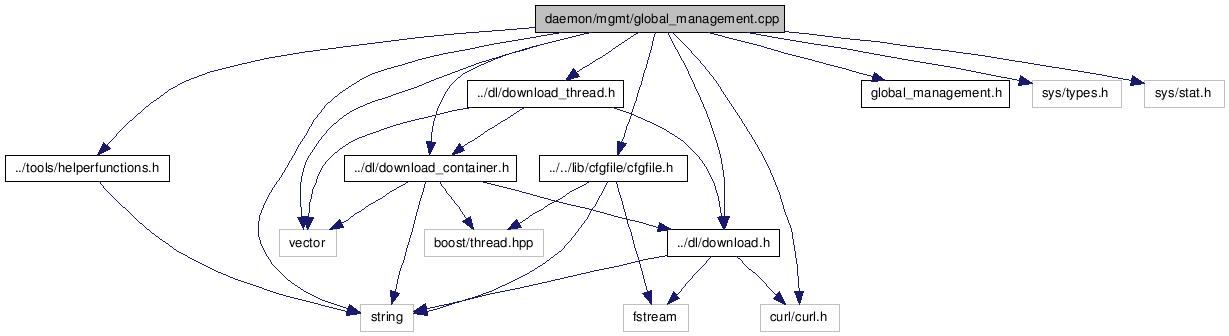 daemon/mgmt/global_management.cpp
../dl/download_thread.h
global_management.h
sys/types.h
sys/stat.h
../tools/helperfunctions.h
../dl/download_container.h
../../lib/cfgfile/cfgfile.h
vector
boost/thread.hpp
../dl/download.h
string
fstream
curl/curl.h